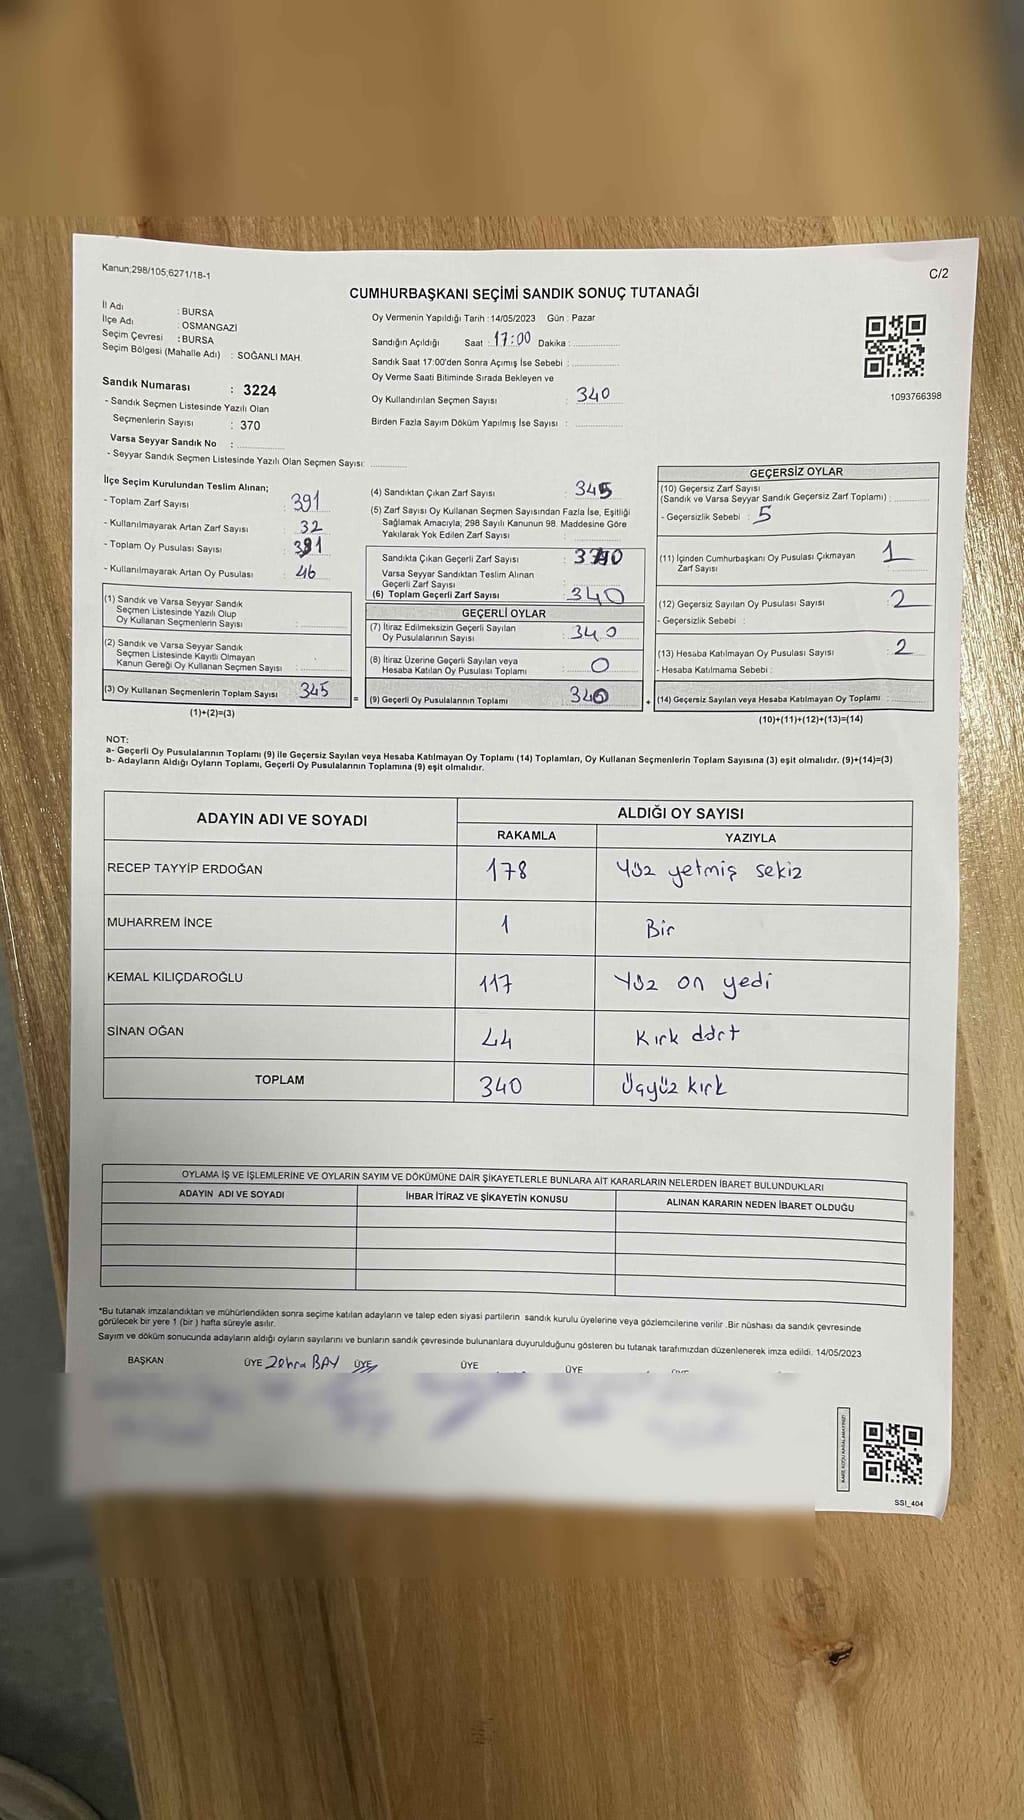 Kanun;298/105,6271/18-1
C/2
CUMHURBAŞKANI SEÇİMİ SANDIK SONUÇ TUTANAĞI
İl Adı : BURSA
İlçe Adı : OSMANGAZİ
Seçim Çevresi : BURSA
Seçim Bölgesi (Mahalle Adı) : SOĞANLI MAH.
Sandık Numarası : 3224
- Sandık Seçmen Listesinde Yazılı Olan
Seçmenlerin Sayısı : 370
Varsa Seyyar Sandık No :
- Seyyar Sandık Seçmen Listesinde Yazılı Olan Seçmen Sayısı:
Oy Vermenin Yapıldığı Tarih : 14/05/2023 Gün : Pazar
Sandığın Açıldığı Saat : 17:00 Dakika :
Sandık Saat 17:00'den Sonra Açımış İse Sebebi :
Oy Verme Saati Bitiminde Sırada Bekleyen ve
Oy Kullandırılan Seçmen Sayısı : 340
Birden Fazla Sayım Döküm Yapılmış İse Sayısı :
1093766398
İlçe Seçim Kurulundan Teslim Alınan;
- Toplam Zarf Sayısı : 391
- Kullanılmayarak Artan Zarf Sayısı : 32
- Toplam Oy Pusulası Sayısı : 391
- Kullanılmayarak Artan Oy Pusulası : 46
(1) Sandık ve Varsa Seyyar Sandık
Seçmen Listesinde Yazılı Olup
Oy Kullanan Seçmenlerin Sayısı :
(2) Sandık ve Varsa Seyyar Sandık
Seçmen Listesinde Kayıtlı Olmayan
Kanun Gereği Oy Kullanan Seçmen Sayısı :
(3) Oy Kullanan Seçmenlerin Toplam Sayısı : 345
(1)+(2)=(3)
(4) Sandıktan Çıkan Zarf Sayısı : 345
(5) Zarf Sayısı Oy Kullanan Seçmen Sayısından Fazla İse, Eşitliği
Sağlamak Amacıyla; 298 Sayılı Kanunun 98. Maddesine Göre
Yakılarak Yok Edilen Zarf Sayısı :
Sandıkta Çıkan Geçerli Zarf Sayısı :
Varsa Seyyar Sandıktan Teslim Alınan
Geçerli Zarf Sayısı :
(6) Toplam Geçerli Zarf Sayısı : 340
GEÇERLİ OYLAR
(7) İtiraz Edilmeksizin Geçerli Sayılan
Oy Pusulalarının Sayısı : 340
(8) İtiraz Üzerine Geçerli Sayılan veya
Hesaba Katılan Oy Pusulası Toplamı : 0
= (9) Geçerli Oy Pusulalarının Toplamı : 340
GEÇERSİZ OYLAR
(10) Geçersiz Zarf Sayısı
(Sandık ve Varsa Seyyar Sandık Geçersiz Zarf Toplamı) :
- Geçersizlik Sebebi : 5
(11) İçinden Cumhurbaşkanı Oy Pusulası Çıkmayan
Zarf Sayısı : 1
(12) Geçersiz Sayılan Oy Pusulası Sayısı : 2
- Geçersizlik Sebebi :
(13) Hesaba Katılmayan Oy Pusulası Sayısı : 2
- Hesaba Katılmama Sebebi :
+ (14) Geçersiz Sayılan veya Hesaba Katılmayan Oy Toplamı :
(10)+(11)+(12)+(13)=(14)
NOT:
a- Geçerli Oy Pusulalarının Toplamı (9) ile Geçersiz Sayılan veya Hesaba Katılmayan Oy Toplamı (14) Toplamları, Oy Kullanan Seçmenlerin Toplam Sayısına (3) eşit olmalıdır. (9)+(14)=(3)
b- Adayların Aldığı Oyların Toplamı, Geçerli Oy Pusulalarının Toplamına (9) eşit olmalıdır.
ADAYIN ADI VE SOYADI
ALDIĞI OY SAYISI
RAKAMLA YAZIYLA
RECEP TAYYİP ERDOĞAN 178 Yüz yetmiş sekiz
MUHARREM İNCE 1 Bir
KEMAL KILIÇDAROĞLU 117 Yüz on yedi
SİNAN OĞAN 44 Kırk dört
TOPLAM 340 Üçyüz kırk
OYLAMA İŞ VE İŞLEMLERİNE VE OYLARIN SAYIM VE DÖKÜMÜNE DAİR ŞİKAYETLERLE BUNLARA AİT KARARLARIN NELERDEN İBARET BULUNDUKLARI
ADAYIN ADI VE SOYADI İHBAR İTİRAZ VE ŞİKAYETİN KONUSU ALINAN KARARIN NEDEN İBARET OLDUĞU
*Bu tutanak imzalandıktan ve mühürlendikten sonra seçime katılan adayların ve talep eden siyasi partilerin sandık kurulu üyelerine veya gözlemcilerine verilir .Bir nüshası da sandık çevresinde
görülecek bir yere 1 (bir ) hafta süreyle asılır.
Sayım ve döküm sonucunda adayların aldığı oyların sayılarını ve bunların sandık çevresinde bulunanlara duyurulduğunu gösteren bu tutanak tarafımızdan düzenlenerek imza edildi. 14/05/2023
BAŞKAN ÜYE Zehra BAY ÜYE ÜYE ÜYE
SSI_404